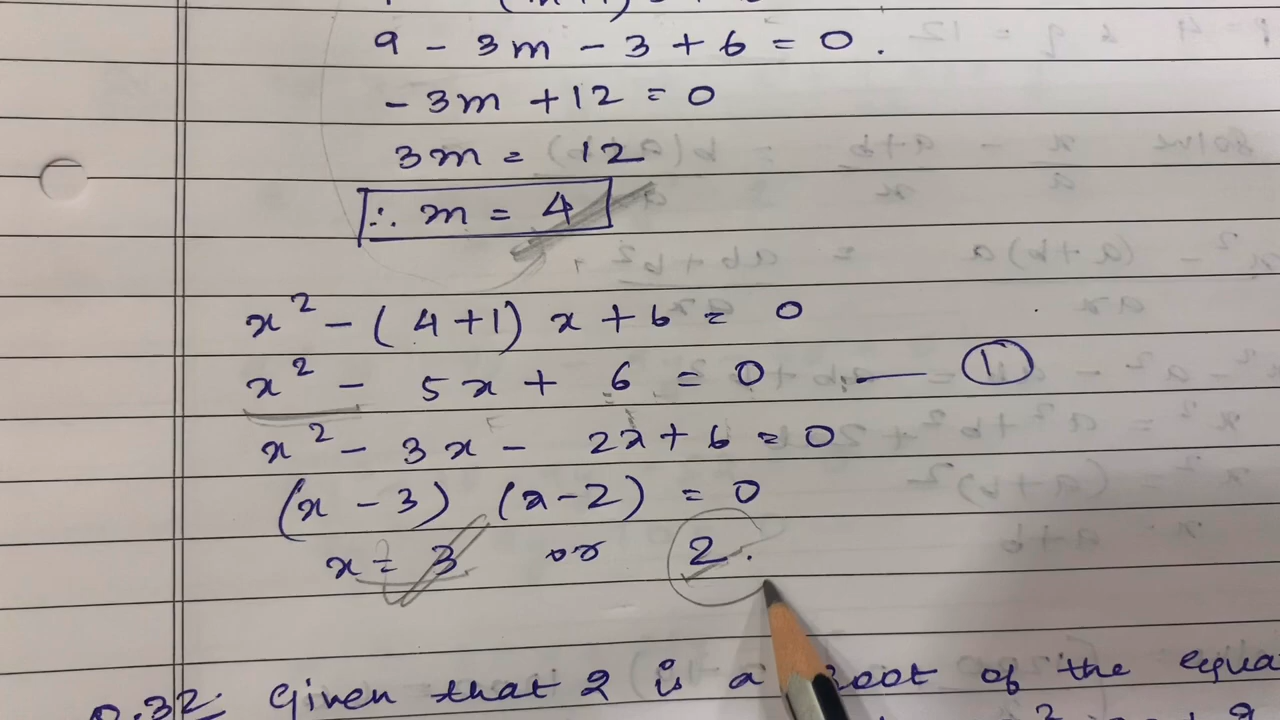 9 - 3m - 3 + 6 = 0.
- 3m + 12 = 0
3m = 12
∴ m = 4
x² - (4+1) x + 6 = 0
x² - 5x + 6 = 0 — ①
x² - 3x - 2x + 6 = 0
(x - 3) (x - 2) = 0
x = 3 or 2.
Q.32 Given that 2 is a root of the equa